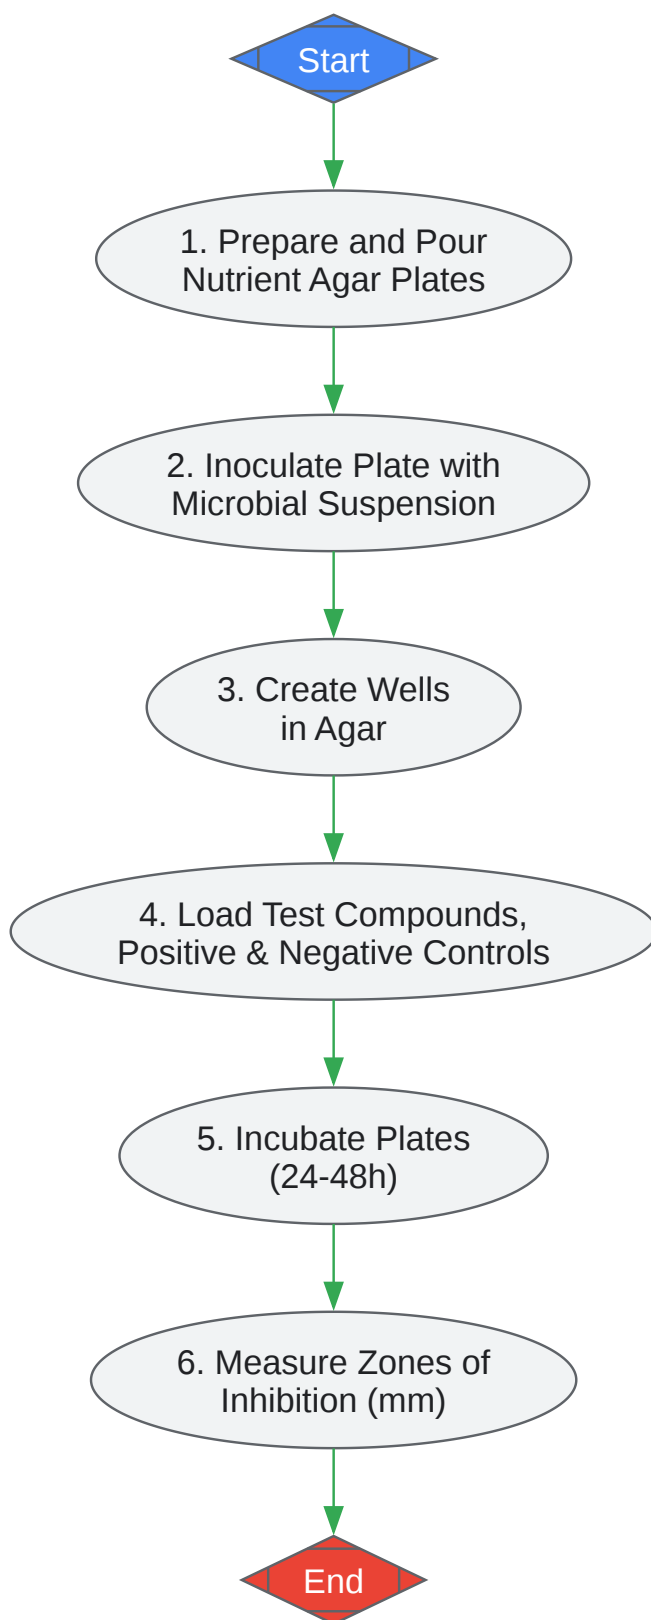 Start
1. Prepare and Pour
Nutrient Agar Plates
2. Inoculate Plate with
Microbial Suspension
3. Create Wells
in Agar
4. Load Test Compounds,
Positive & Negative Controls
5. Incubate Plates
(24-48h)
6. Measure Zones of
Inhibition (mm)
End